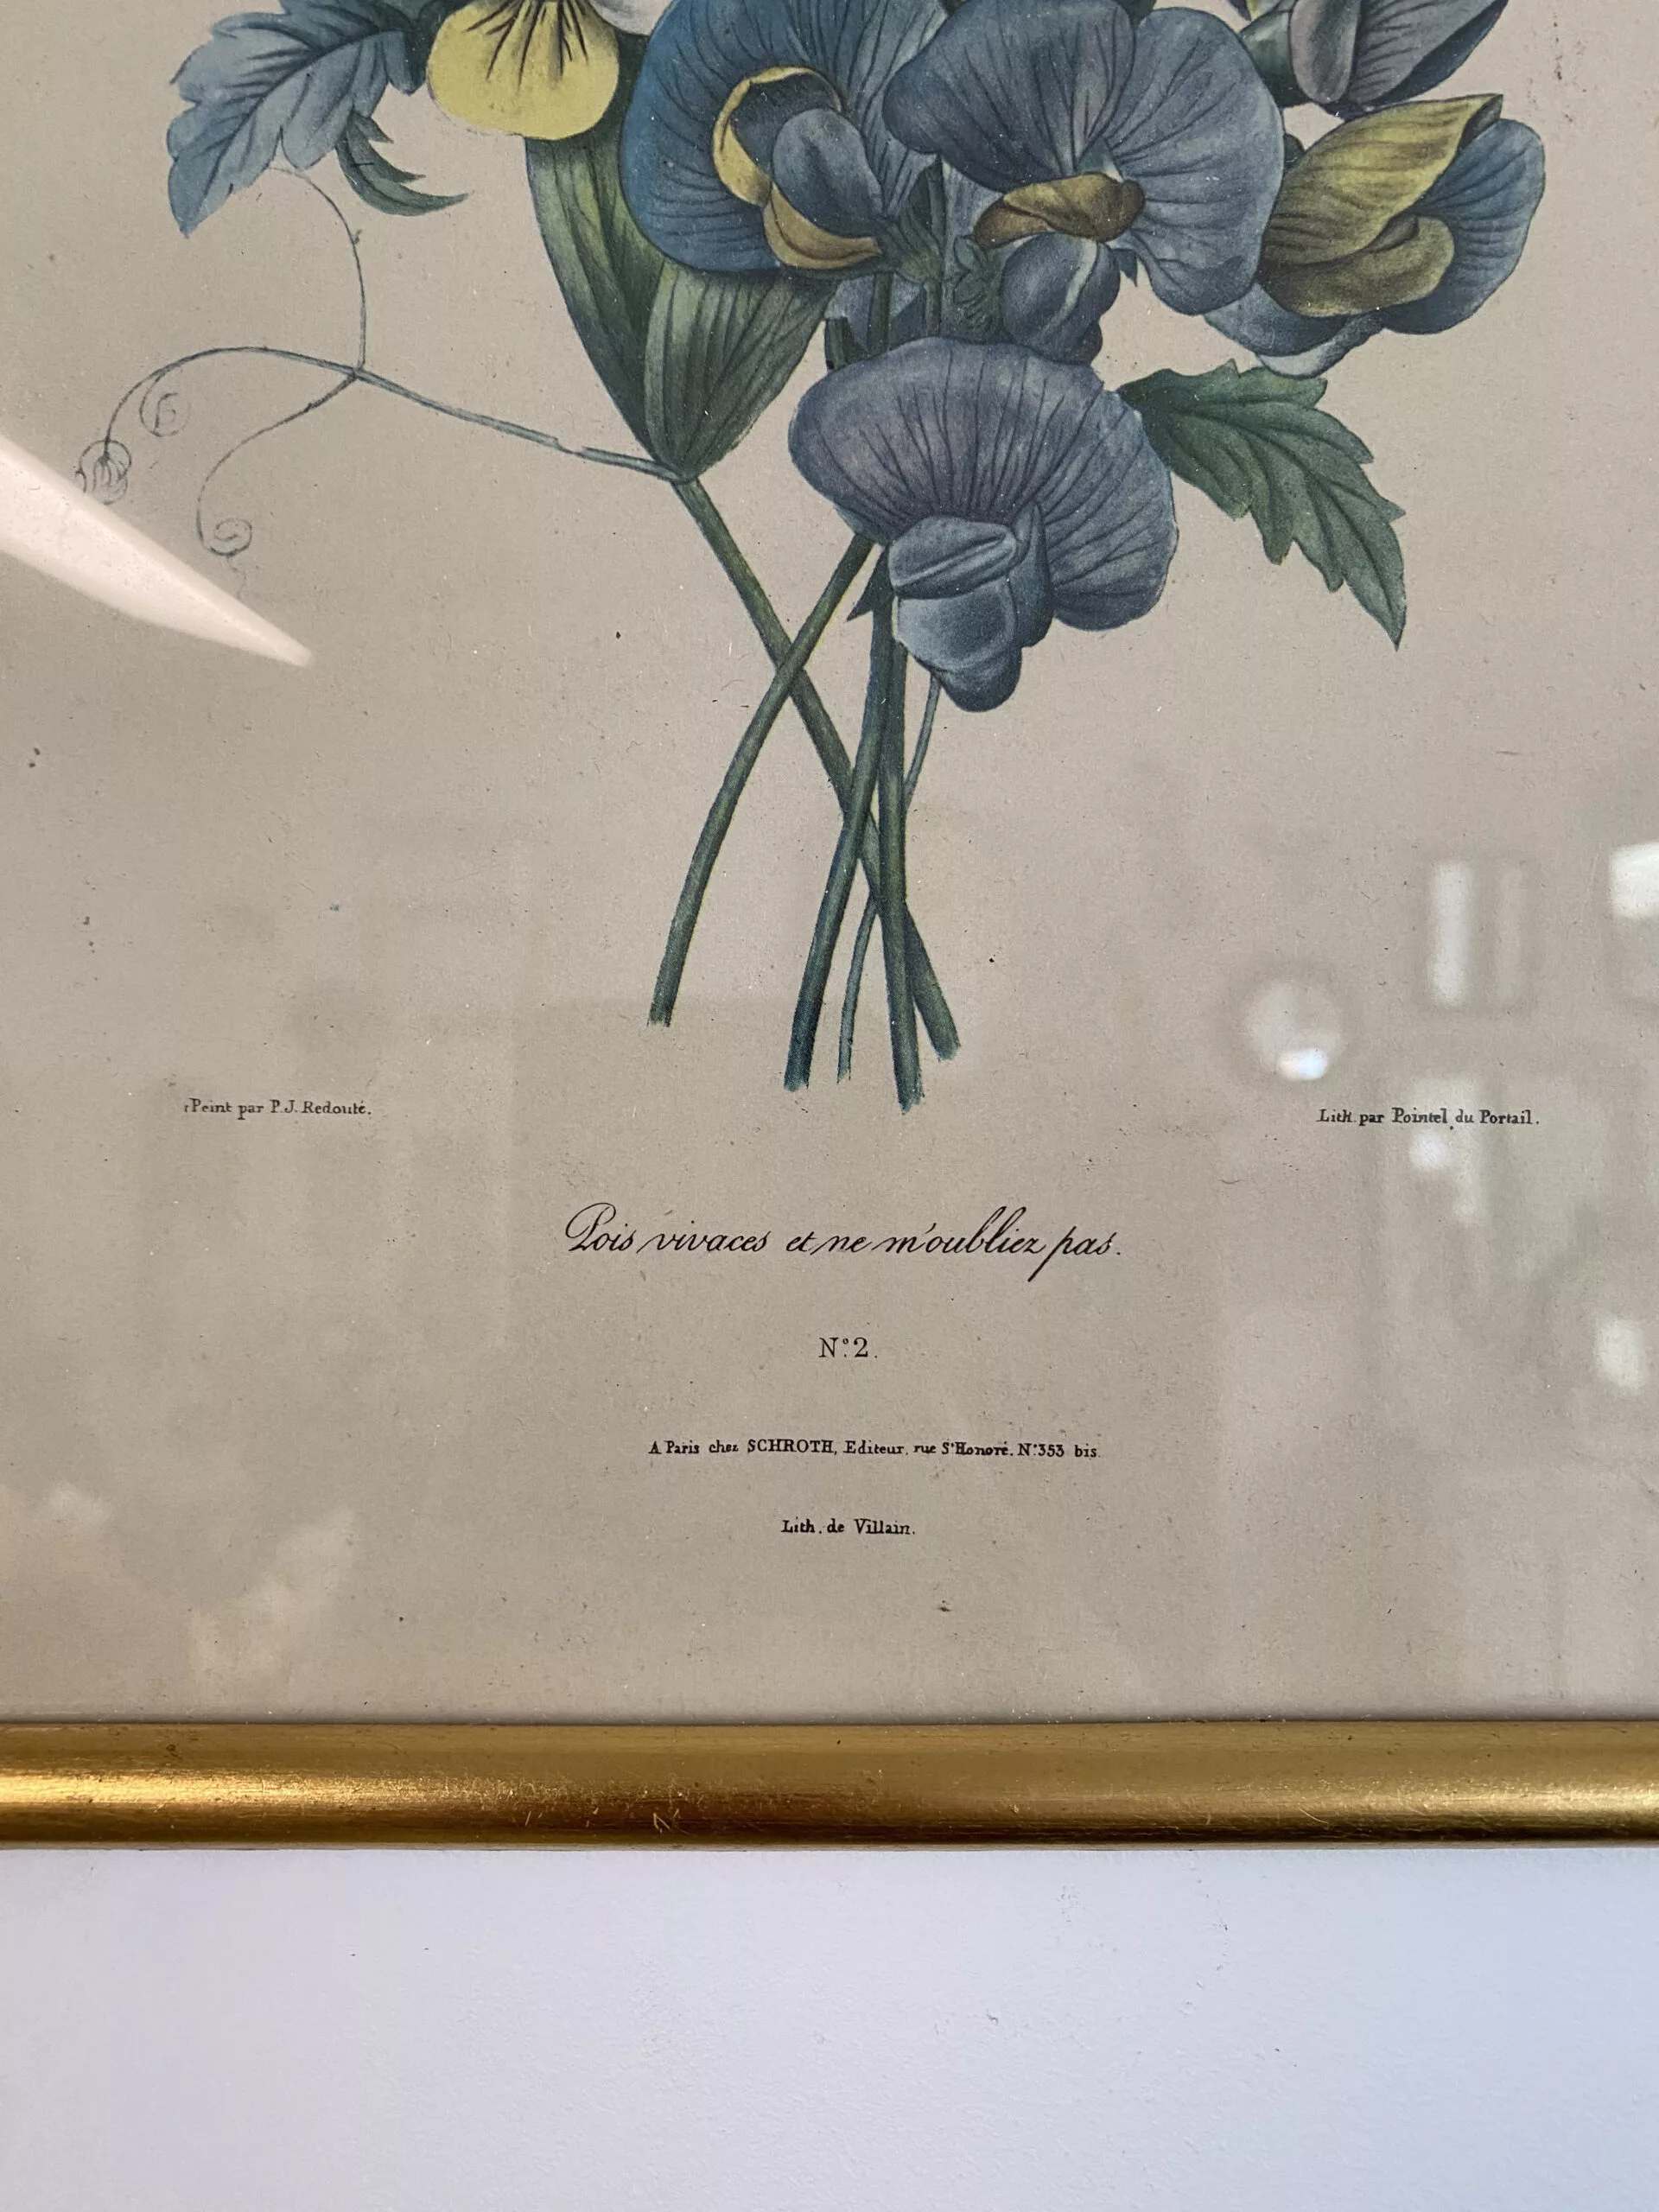 Peint par P. J. Redouté.
Lith. par Pointel du Portail.
Pois vivaces et ne m'oubliez pas.
N.º 2.
A Paris chez SCHROTH, Editeur, rue St Honoré, N.º 353 bis.
Lith. de Villain.